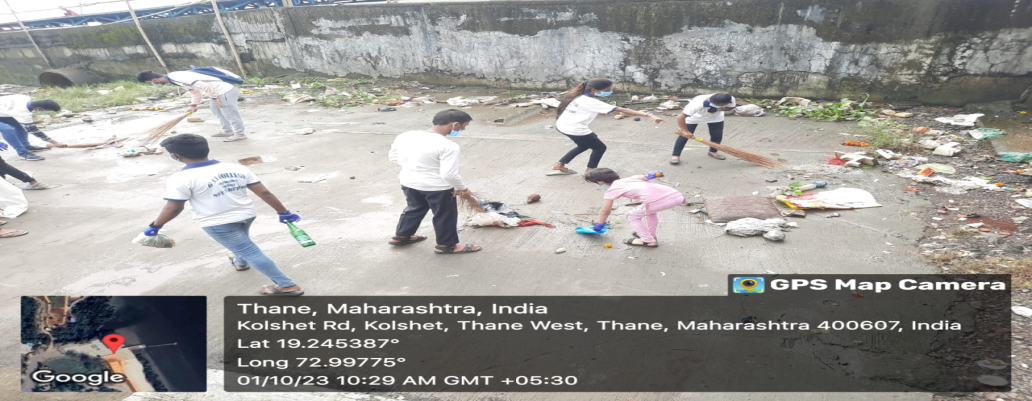 GPS Map Camera
Thane, Maharashtra, India
Kolshet Rd, Kolshet, Thane West, Thane, Maharashtra 400607, India
Lat 19.245387°
Long 72.99775°
01/10/23 10:29 AM GMT +05:30
Google